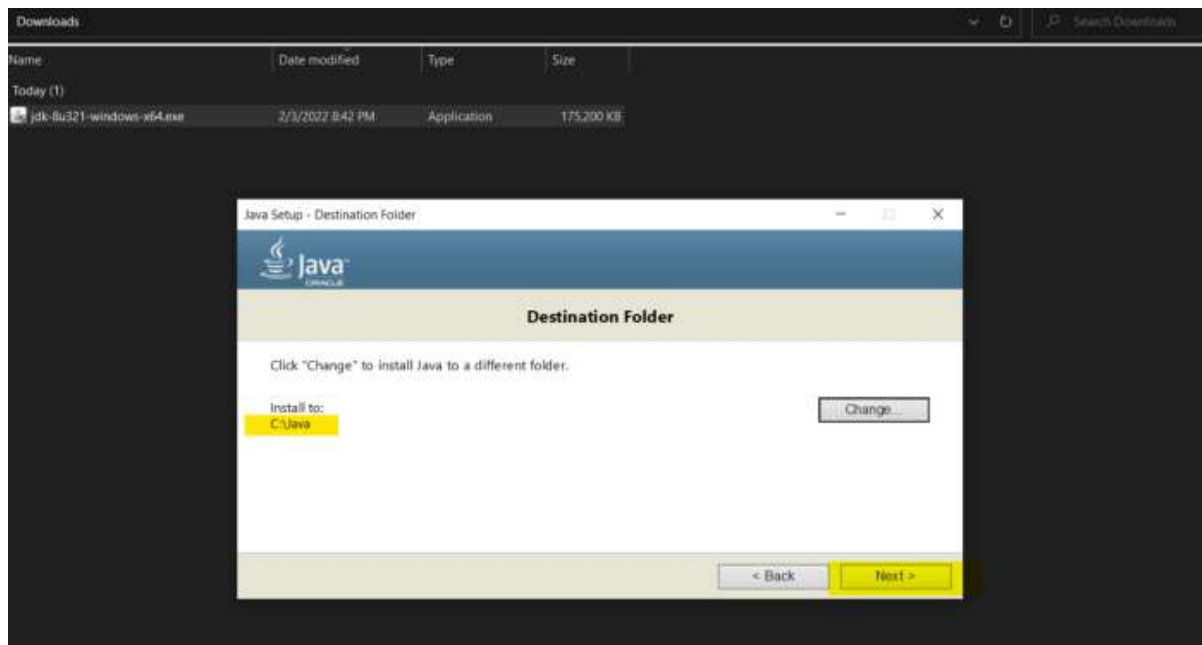 Downloads
Search Downloads
Name Date modified Type Size
Today (1)
jdk-8u321-windows-x64.exe 2/3/2022 8:42 PM Application 175,200 KB
Java Setup - Destination Folder
Java
ORACLE
Destination Folder
Click "Change" to install Java to a different folder.
Install to:
C:\Java
Change...
< Back Next >